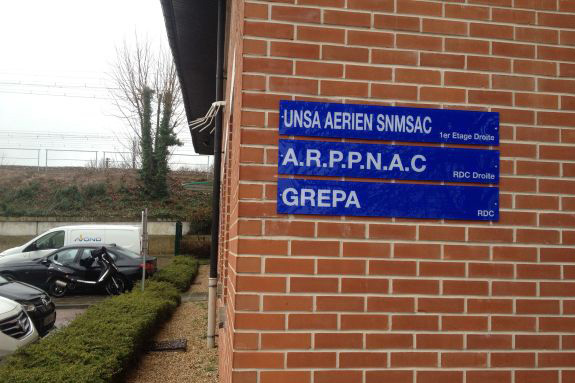 UNSA AERIEN SNMSAC
1er Etage Droite
A.R.P.P.N.A.C
RDC Droite
GREPA
RDC